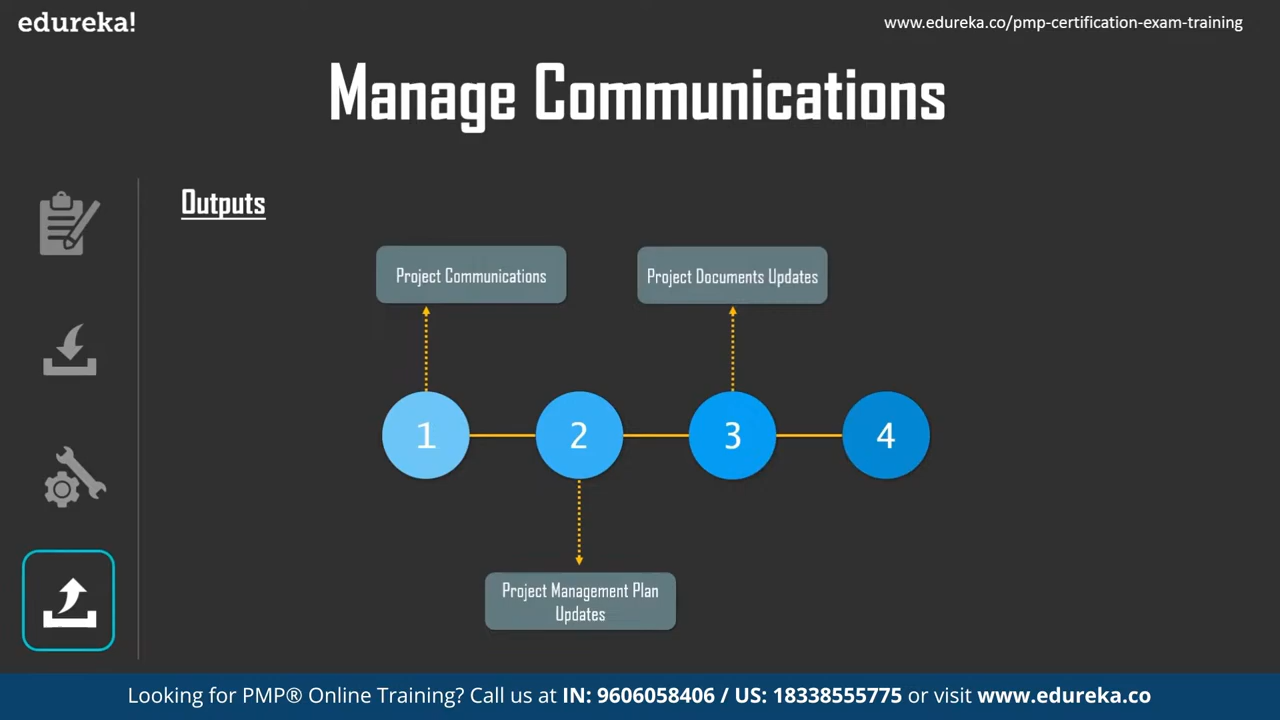 edureka!
www.edureka.co/pmp-certification-exam-training
Manage Communications
Outputs
Project Communications
Project Documents Updates
1
2
3
4
Project Management Plan
Updates
Looking for PMP® Online Training? Call us at IN: 9606058406 / US: 18338555775 or visit www.edureka.co